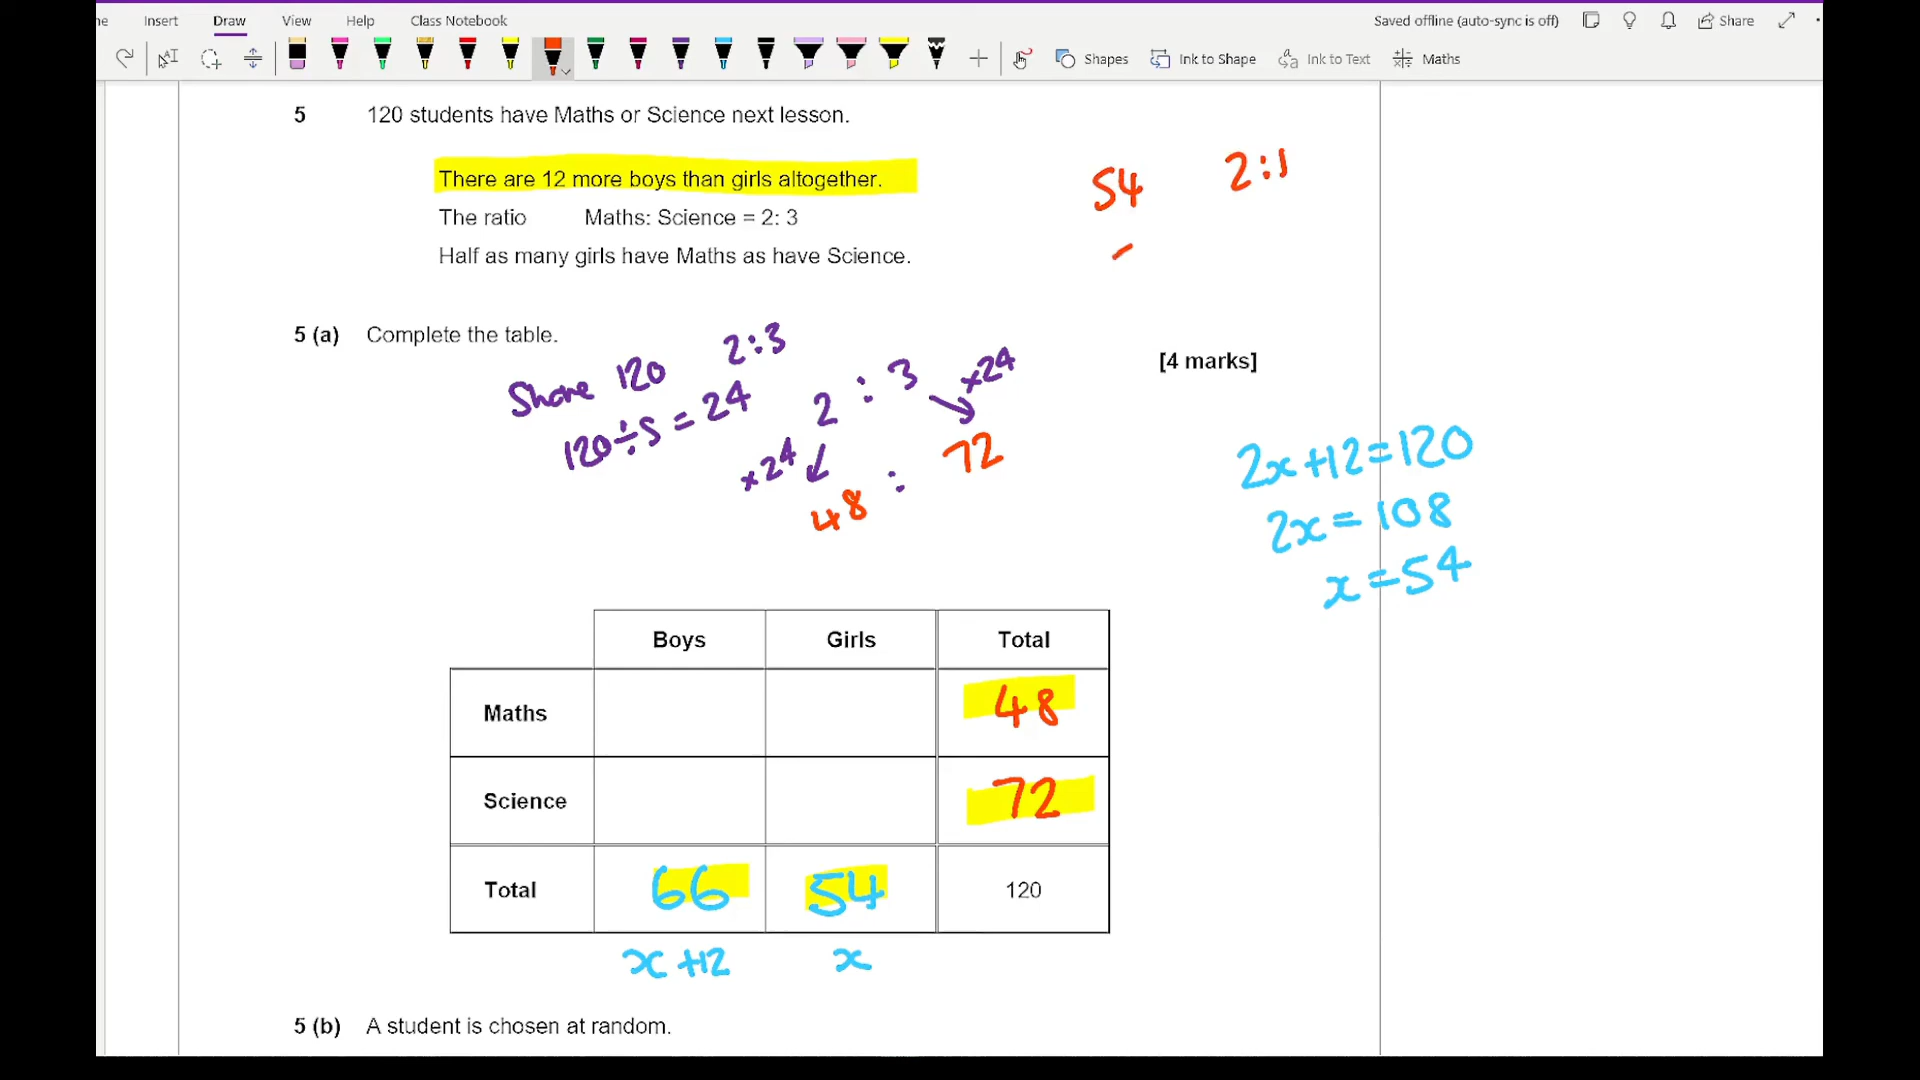 Insert Draw View Help Class Notebook Saved offline (auto-sync is off) Share
Shapes Ink to Shape Ink to Text Maths
5 120 students have Maths or Science next lesson.
There are 12 more boys than girls altogether.
The ratio Maths: Science = 2: 3
Half as many girls have Maths as have Science.
54 2:1
5 (a) Complete the table.
[4 marks]
Share 120 2:3
120÷5 = 24
2 : 3 ×24
×24
48 : 72
2x+12=120
2x=108
x=54
Boys Girls Total
Maths 48
Science 72
Total 66 54 120
x+12 x
5 (b) A student is chosen at random.